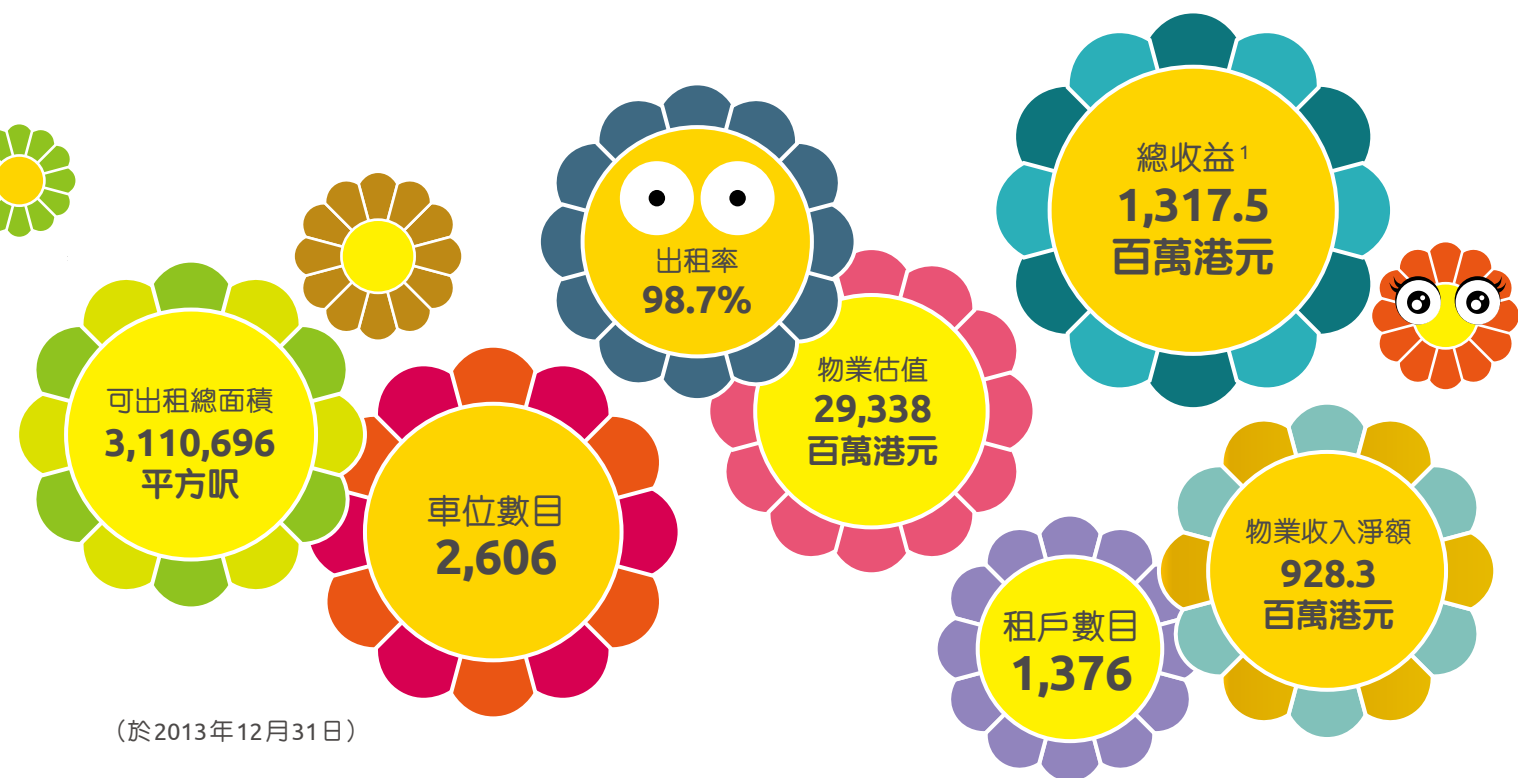 可出租總面積
3,110,696
平方呎
車位數目
2,606
出租率
98.7%
物業估值
29,338
百萬港元
總收益1
1,317.5
百萬港元
租戶數目
1,376
物業收入淨額
928.3
百萬港元
（於2013年12月31日）